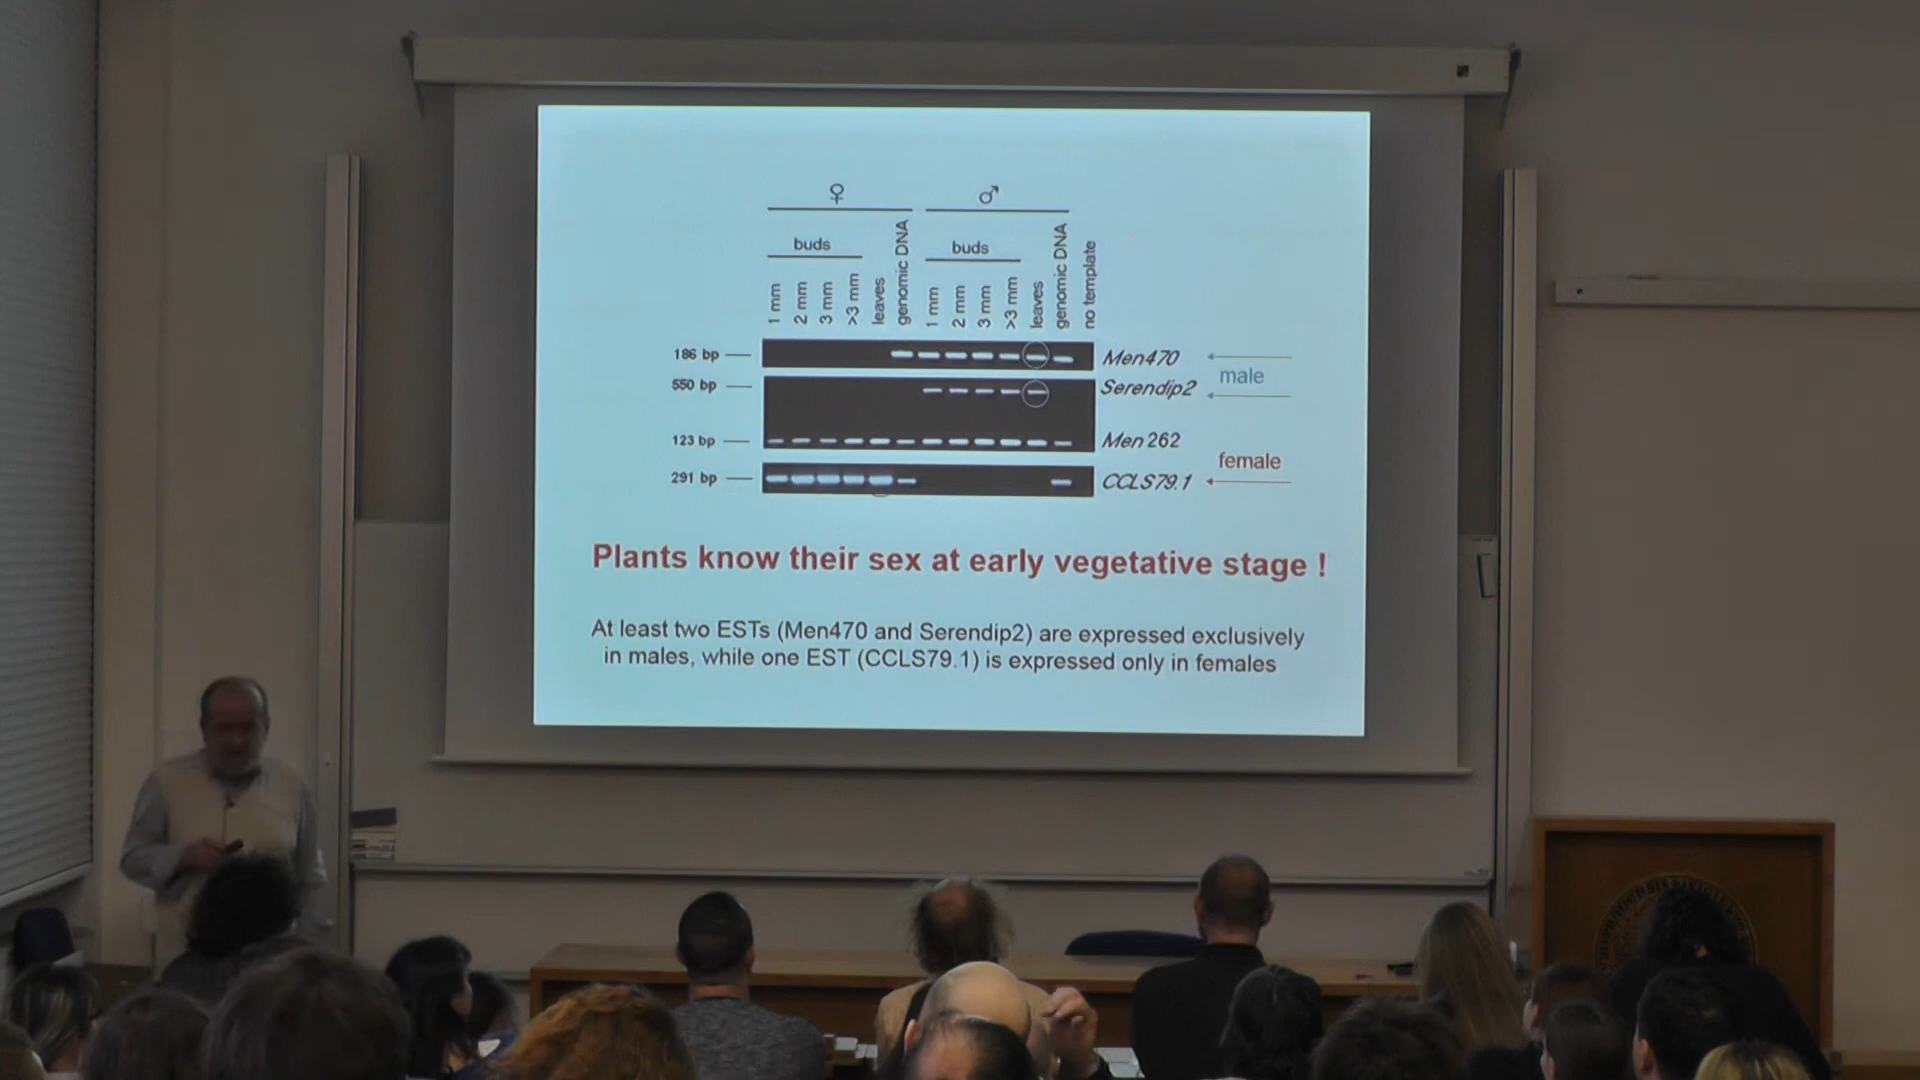 ♀ ♂
buds buds
1 mm 2 mm 3 mm >3 mm leaves genomic DNA 1 mm 2 mm 3 mm >3 mm leaves genomic DNA no template
186 bp Men470
male
550 bp Serendip2
123 bp Men262
female
291 bp CCLS79.1
Plants know their sex at early vegetative stage !
At least two ESTs (Men470 and Serendip2) are expressed exclusively
in males, while one EST (CCLS79.1) is expressed only in females